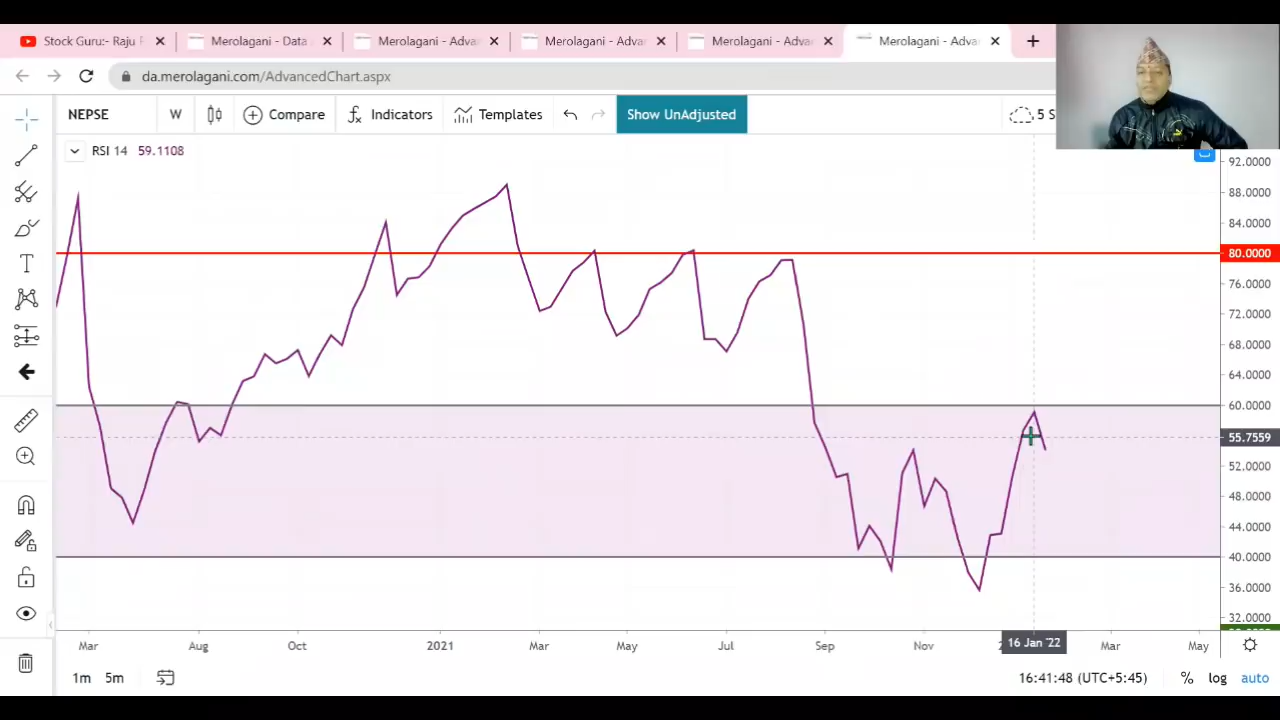 Stock Guru:- Raju
Merolagani - Data
Merolagani - Adva
Merolagani - Adva
Merolagani - Adva
Merolagani - Adva
da.merolagani.com/AdvancedChart.aspx
NEPSE
W
Compare
Indicators
Templates
Show UnAdjusted
5 S
RSI 14 59.1108
92.0000
88.0000
84.0000
80.0000
76.0000
72.0000
68.0000
64.0000
60.0000
55.7559
52.0000
48.0000
44.0000
40.0000
36.0000
32.0000
Mar
Aug
Oct
2021
Mar
May
Jul
Sep
Nov
16 Jan '22
Mar
May
1m 5m
16:41:48 (UTC+5:45)
% log auto